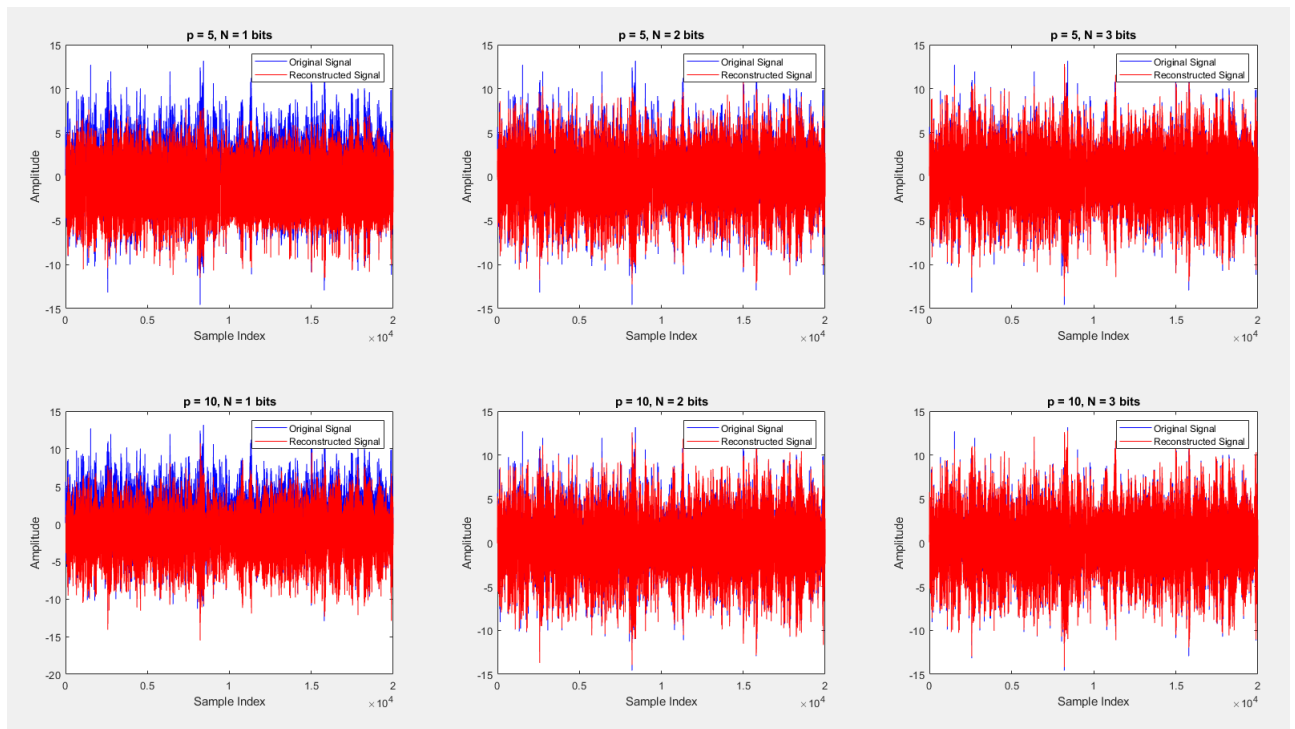 p = 5, N = 1 bits
15
10
5
0
-5
-10
-15
Amplitude
0
0.5
1
1.5
2
Sample Index
×10^4
Original Signal
Reconstructed Signal
p = 5, N = 2 bits
15
10
5
0
-5
-10
-15
Amplitude
0
0.5
1
1.5
2
Sample Index
×10^4
Original Signal
Reconstructed Signal
p = 5, N = 3 bits
15
10
5
0
-5
-10
-15
Amplitude
0
0.5
1
1.5
2
Sample Index
×10^4
Original Signal
Reconstructed Signal
p = 10, N = 1 bits
15
10
5
0
-5
-10
-15
-20
Amplitude
0
0.5
1
1.5
2
Sample Index
×10^4
Original Signal
Reconstructed Signal
p = 10, N = 2 bits
15
10
5
0
-5
-10
-15
Amplitude
0
0.5
1
1.5
2
Sample Index
×10^4
Original Signal
Reconstructed Signal
p = 10, N = 3 bits
15
10
5
0
-5
-10
-15
Amplitude
0
0.5
1
1.5
2
Sample Index
×10^4
Original Signal
Reconstructed Signal